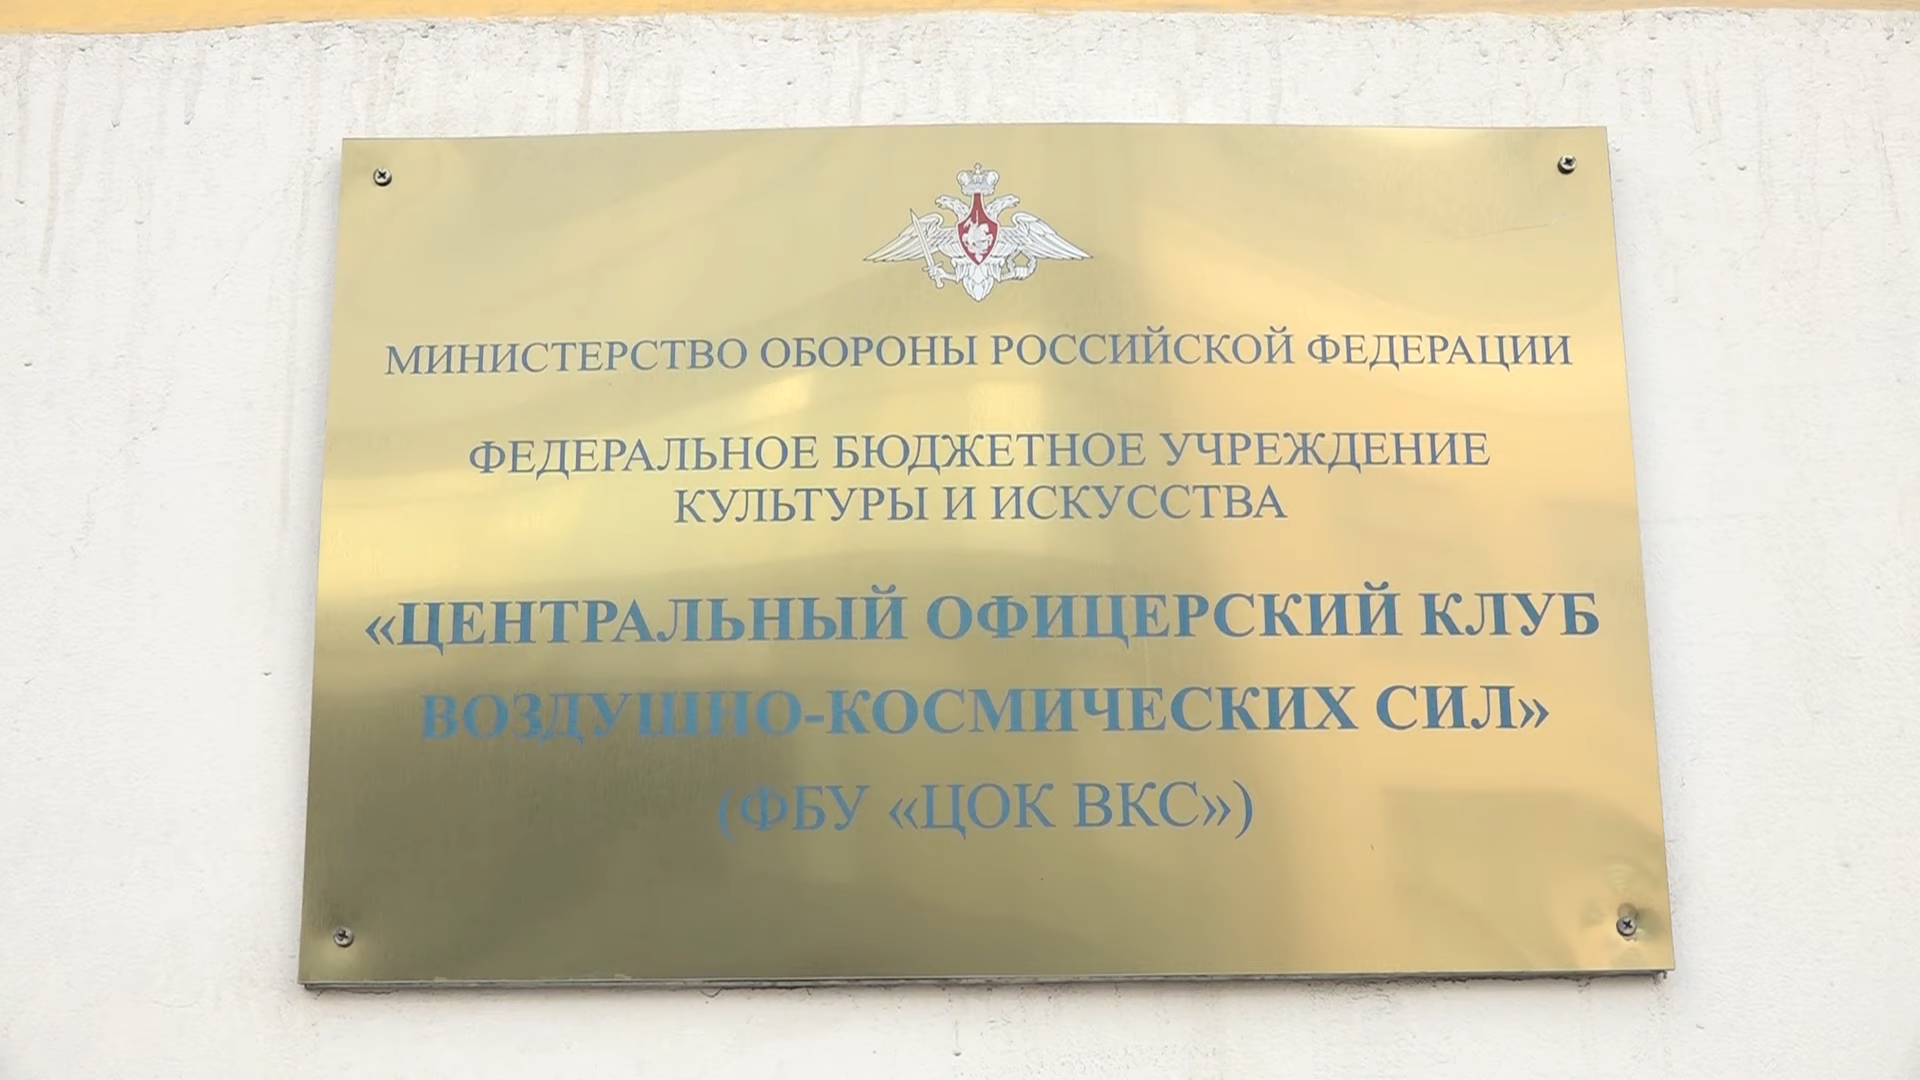 МИНИСТЕРСТВО ОБОРОНЫ РОССИЙСКОЙ ФЕДЕРАЦИИ
ФЕДЕРАЛЬНОЕ БЮДЖЕТНОЕ УЧРЕЖДЕНИЕ
КУЛЬТУРЫ И ИСКУССТВА
«ЦЕНТРАЛЬНЫЙ ОФИЦЕРСКИЙ КЛУБ
ВОЗДУШНО-КОСМИЧЕСКИХ СИЛ»
(ФБУ «ЦОК ВКС»)